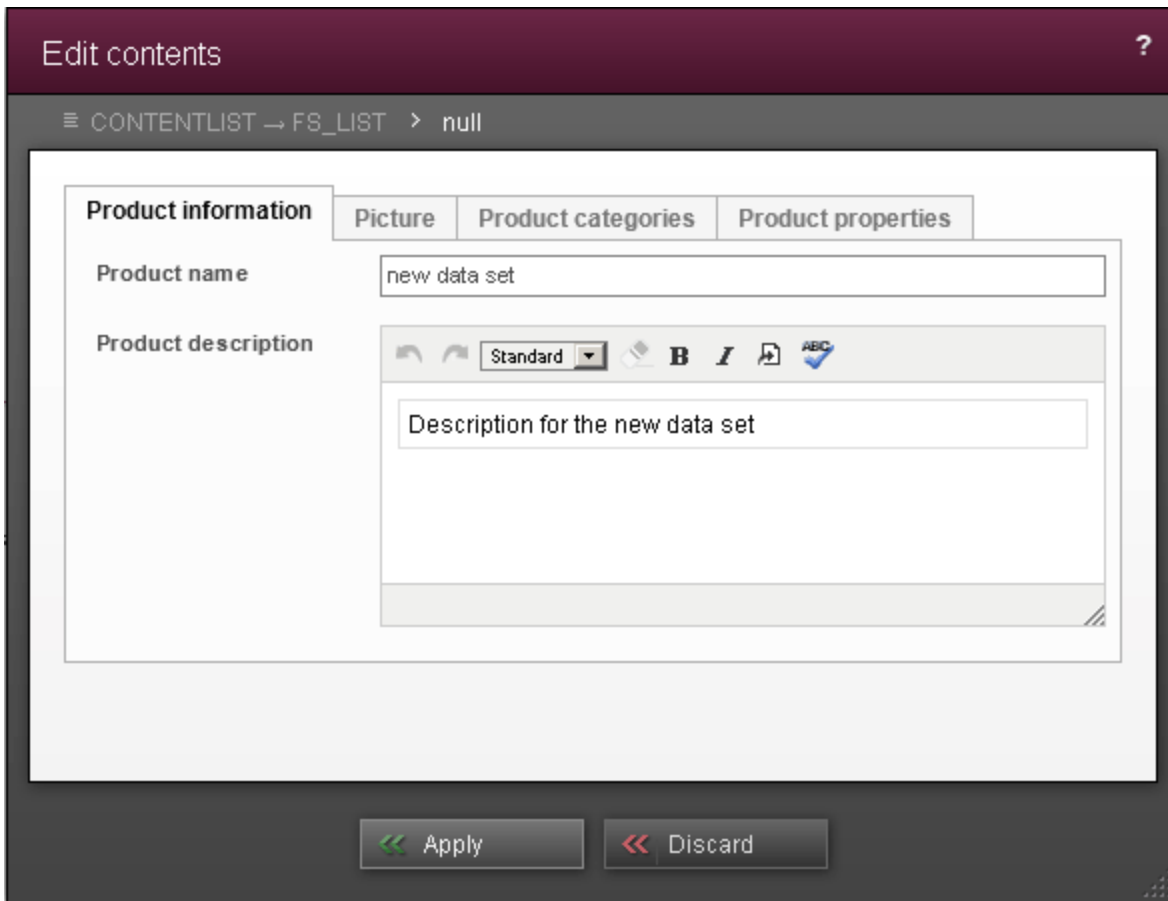 Edit contents ?
≡ CONTENTLIST → FS_LIST > null
Product information Picture Product categories Product properties
Product name new data set
Product description Standard B I ABC
Description for the new data set
Apply Discard